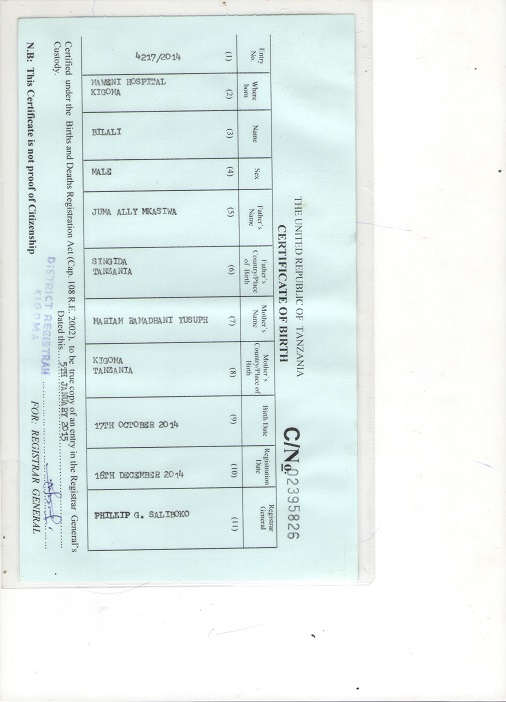 THE UNITED REPUBLIC OF TANZANIA
CERTIFICATE OF BIRTH
C/No. 02395826
Entry No.
Where born
Name
Sex
Father's Name
Father's Country/Place of Birth
Mother's Name
Mother's Country/Place of Birth
Birth Date
Registration Date
Registrar General
(1)
(2)
(3)
(4)
(5)
(6)
(7)
(8)
(9)
(10)
(11)
4217/2014
MAWENI HOSPITAL
KIGOMA
BILALI
MALE
JUMA ALLY MKASIWA
SINGIDA
TANZANIA
MARIAM RAMADHANI YUSUPH
KIGOMA
TANZANIA
17TH OCTOBER 2014
16TH DECEMBER 2014
PHILLIP G. SALIBOKO
Certified under the Births and Deaths Registration Act (Cap. 108 R.E. 2002), to be true copy of an entry in the Registrar General's
Custody.
Dated this 5TH JANUARY 2015
DISTRICT REGISTRAR
KIGOMA
N.B: This Certificate is not proof of Citizenship
FOR: REGISTRAR GENERAL